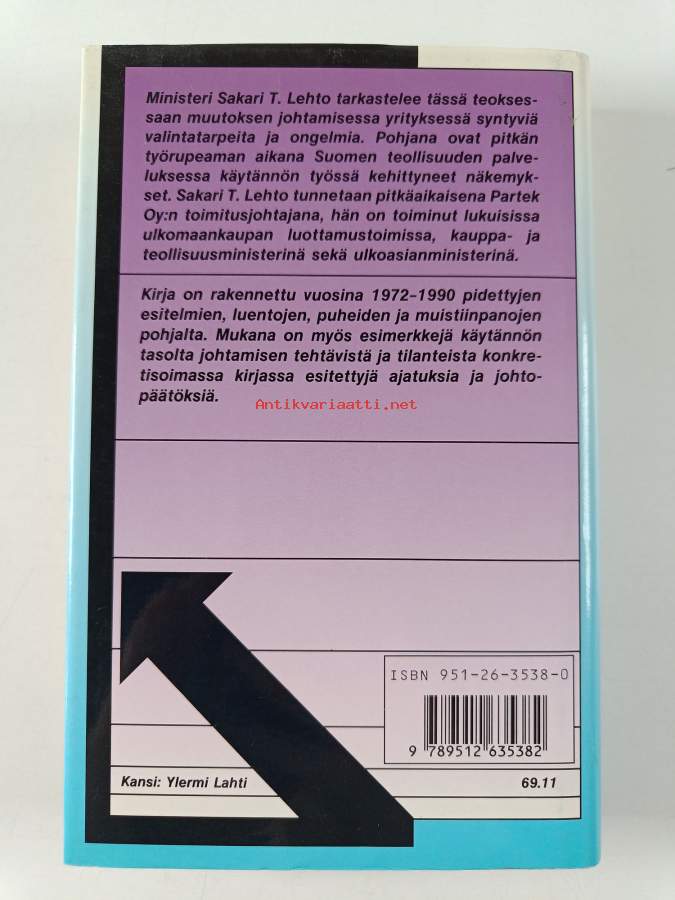 Ministeri Sakari T. Lehto tarkastelee tässä teokses-
saan muutoksen johtamisessa yrityksessä syntyviä
valintatarpeita ja ongelmia. Pohjana ovat pitkän
työrupeaman aikana Suomen teollisuuden palve-
luksessa käytännön työssä kehittyneet näkemyk-
set. Sakari T. Lehto tunnetaan pitkäaikaisena Partek
Oy:n toimitusjohtajana, hän on toiminut lukuisissa
ulkomaankaupan luottamustoimissa, kauppa- ja
teollisuusministerinä sekä ulkoasianministerinä.
Kirja on rakennettu vuosina 1972-1990 pidettyjen
esitelmien, luentojen, puheiden ja muistiinpanojen
pohjalta. Mukana on myös esimerkkejä käytännön
tasolta johtamisen tehtävistä ja tilanteista konkre-
tisoimassa kirjassa esitettyjä ajatuksia ja johto-
päätöksiä.
Antikvariaatti.net
ISBN 951-26-3538-0
9 789512 635382
Kansi: Ylermi Lahti
69.11